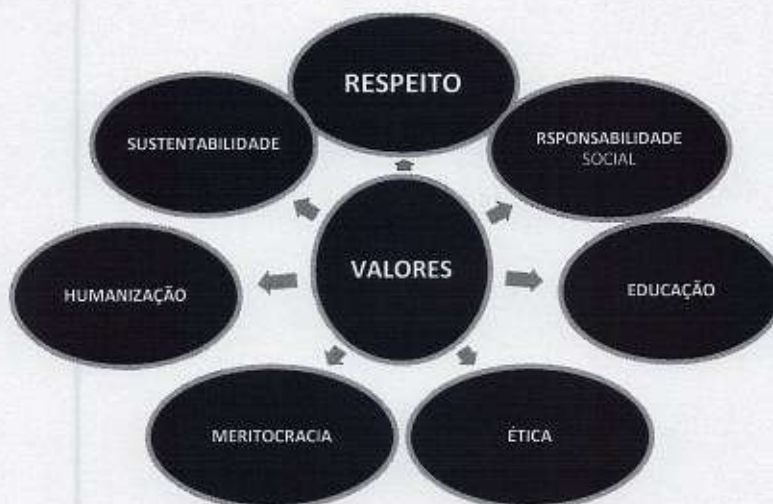 RESPEITO
SUSTENTABILIDADE
RSPONSABILIDADE
SOCIAL
VALORES
HUMANIZAÇÃO
EDUCAÇÃO
MERITOCRACIA
ÉTICA